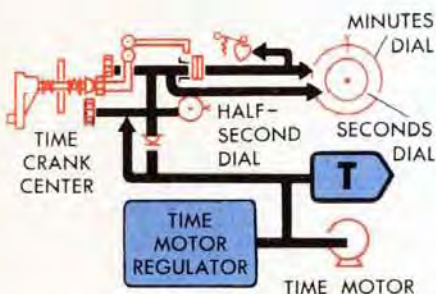 MINUTES
DIAL
HALF-
SECOND
DIAL
SECONDS
DIAL
TIME
CRANK
CENTER
T
TIME
MOTOR
REGULATOR
TIME MOTOR